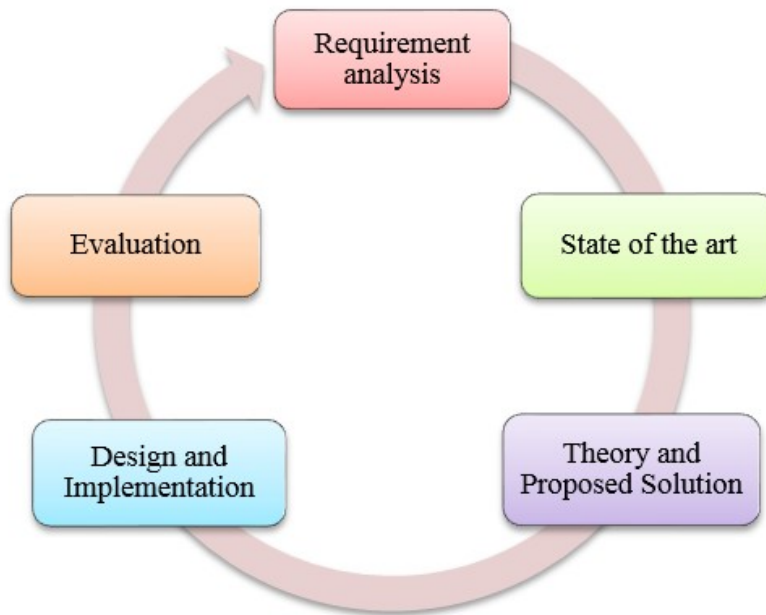 Requirement
analysis
State of the art
Theory and
Proposed Solution
Design and
Implementation
Evaluation